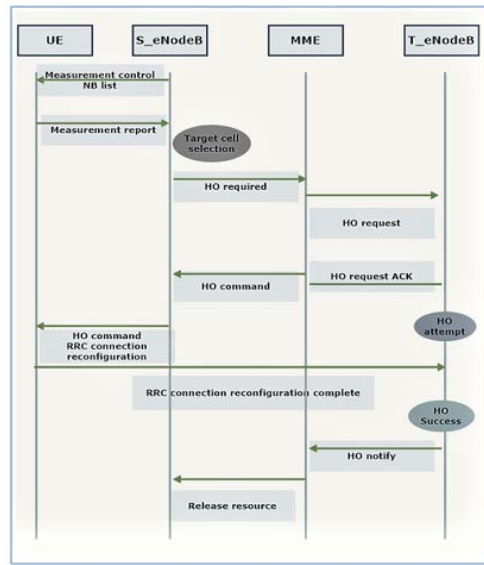 UE
S_eNodeB
MME
T_eNodeB
Measurement control
NB list
Measurement report
Target cell
selection
HO required
HO request
HO request ACK
HO command
HO
attempt
HO command
RRC connection
reconfiguration
RRC connection reconfiguration complete
HO
Success
HO notify
Release resource